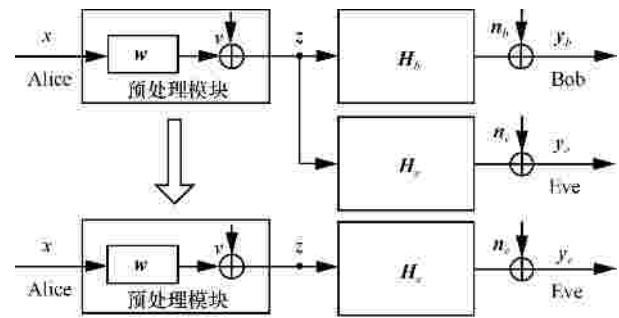 x w v z H_b n_b y_b
Alice 预处理模块 Bob
H_e n_e y_e
Eve
x w v z H_e n_e y_e
Alice 预处理模块 Eve